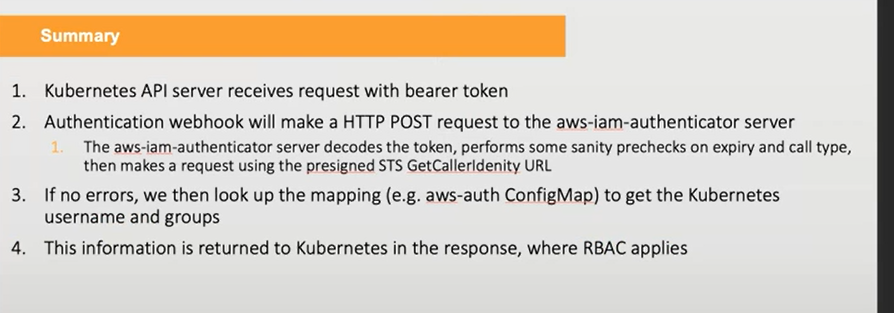 Summary
1. Kubernetes API server receives request with bearer token
2. Authentication webhook will make a HTTP POST request to the aws-iam-authenticator server
1. The aws-iam-authenticator server decodes the token, performs some sanity prechecks on expiry and call type,
then makes a request using the presigned STS GetCallerIdenity URL
3. If no errors, we then look up the mapping (e.g. aws-auth ConfigMap) to get the Kubernetes
username and groups
4. This information is returned to Kubernetes in the response, where RBAC applies